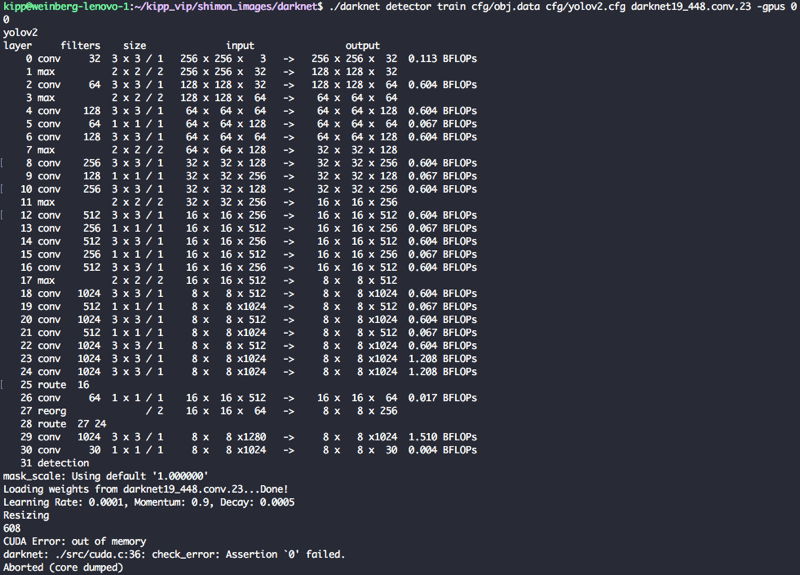 kipp@weinberg-lenovo-1:~/kipp_vip/shimon_images/darknet$ ./darknet detector train cfg/obj.data cfg/yolov2.cfg darknet19_448.conv.23 -gpus 0
0
yolov2
layer     filters    size              input                output
    0 conv     32  3 x 3 / 1   256 x 256 x   3   ->   256 x 256 x  32  0.113 BFLOPs
    1 max          2 x 2 / 2   256 x 256 x  32   ->   128 x 128 x  32
    2 conv     64  3 x 3 / 1   128 x 128 x  32   ->   128 x 128 x  64  0.604 BFLOPs
    3 max          2 x 2 / 2   128 x 128 x  64   ->    64 x  64 x  64
    4 conv    128  3 x 3 / 1    64 x  64 x  64   ->    64 x  64 x 128  0.604 BFLOPs
    5 conv     64  1 x 1 / 1    64 x  64 x 128   ->    64 x  64 x  64  0.067 BFLOPs
    6 conv    128  3 x 3 / 1    64 x  64 x  64   ->    64 x  64 x 128  0.604 BFLOPs
    7 max          2 x 2 / 2    64 x  64 x 128   ->    32 x  32 x 128
[   8 conv    256  3 x 3 / 1    32 x  32 x 128   ->    32 x  32 x 256  0.604 BFLOPs
    9 conv    128  1 x 1 / 1    32 x  32 x 256   ->    32 x  32 x 128  0.067 BFLOPs
[  10 conv    256  3 x 3 / 1    32 x  32 x 128   ->    32 x  32 x 256  0.604 BFLOPs
   11 max          2 x 2 / 2    32 x  32 x 256   ->    16 x  16 x 256
[  12 conv    512  3 x 3 / 1    16 x  16 x 256   ->    16 x  16 x 512  0.604 BFLOPs
   13 conv    256  1 x 1 / 1    16 x  16 x 512   ->    16 x  16 x 256  0.067 BFLOPs
   14 conv    512  3 x 3 / 1    16 x  16 x 256   ->    16 x  16 x 512  0.604 BFLOPs
   15 conv    256  1 x 1 / 1    16 x  16 x 512   ->    16 x  16 x 256  0.067 BFLOPs
   16 conv    512  3 x 3 / 1    16 x  16 x 256   ->    16 x  16 x 512  0.604 BFLOPs
   17 max          2 x 2 / 2    16 x  16 x 512   ->     8 x   8 x 512
   18 conv   1024  3 x 3 / 1     8 x   8 x 512   ->     8 x   8 x1024  0.604 BFLOPs
   19 conv    512  1 x 1 / 1     8 x   8 x1024   ->     8 x   8 x 512  0.067 BFLOPs
   20 conv   1024  3 x 3 / 1     8 x   8 x 512   ->     8 x   8 x1024  0.604 BFLOPs
   21 conv    512  1 x 1 / 1     8 x   8 x1024   ->     8 x   8 x 512  0.067 BFLOPs
   22 conv   1024  3 x 3 / 1     8 x   8 x 512   ->     8 x   8 x1024  0.604 BFLOPs
   23 conv   1024  3 x 3 / 1     8 x   8 x1024   ->     8 x   8 x1024  1.208 BFLOPs
   24 conv   1024  3 x 3 / 1     8 x   8 x1024   ->     8 x   8 x1024  1.208 BFLOPs
[  25 route  16
   26 conv     64  1 x 1 / 1    16 x  16 x 512   ->    16 x  16 x  64  0.017 BFLOPs
   27 reorg              / 2    16 x  16 x  64   ->     8 x   8 x 256
   28 route  27 24
   29 conv   1024  3 x 3 / 1     8 x   8 x1280   ->     8 x   8 x1024  1.510 BFLOPs
   30 conv     30  1 x 1 / 1     8 x   8 x1024   ->     8 x   8 x  30  0.004 BFLOPs
   31 detection
mask_scale: Using default '1.000000'
Loading weights from darknet19_448.conv.23...Done!
Learning Rate: 0.0001, Momentum: 0.9, Decay: 0.0005
Resizing
608
CUDA Error: out of memory
darknet: ./src/cuda.c:36: check_error: Assertion `0' failed.
Aborted (core dumped)